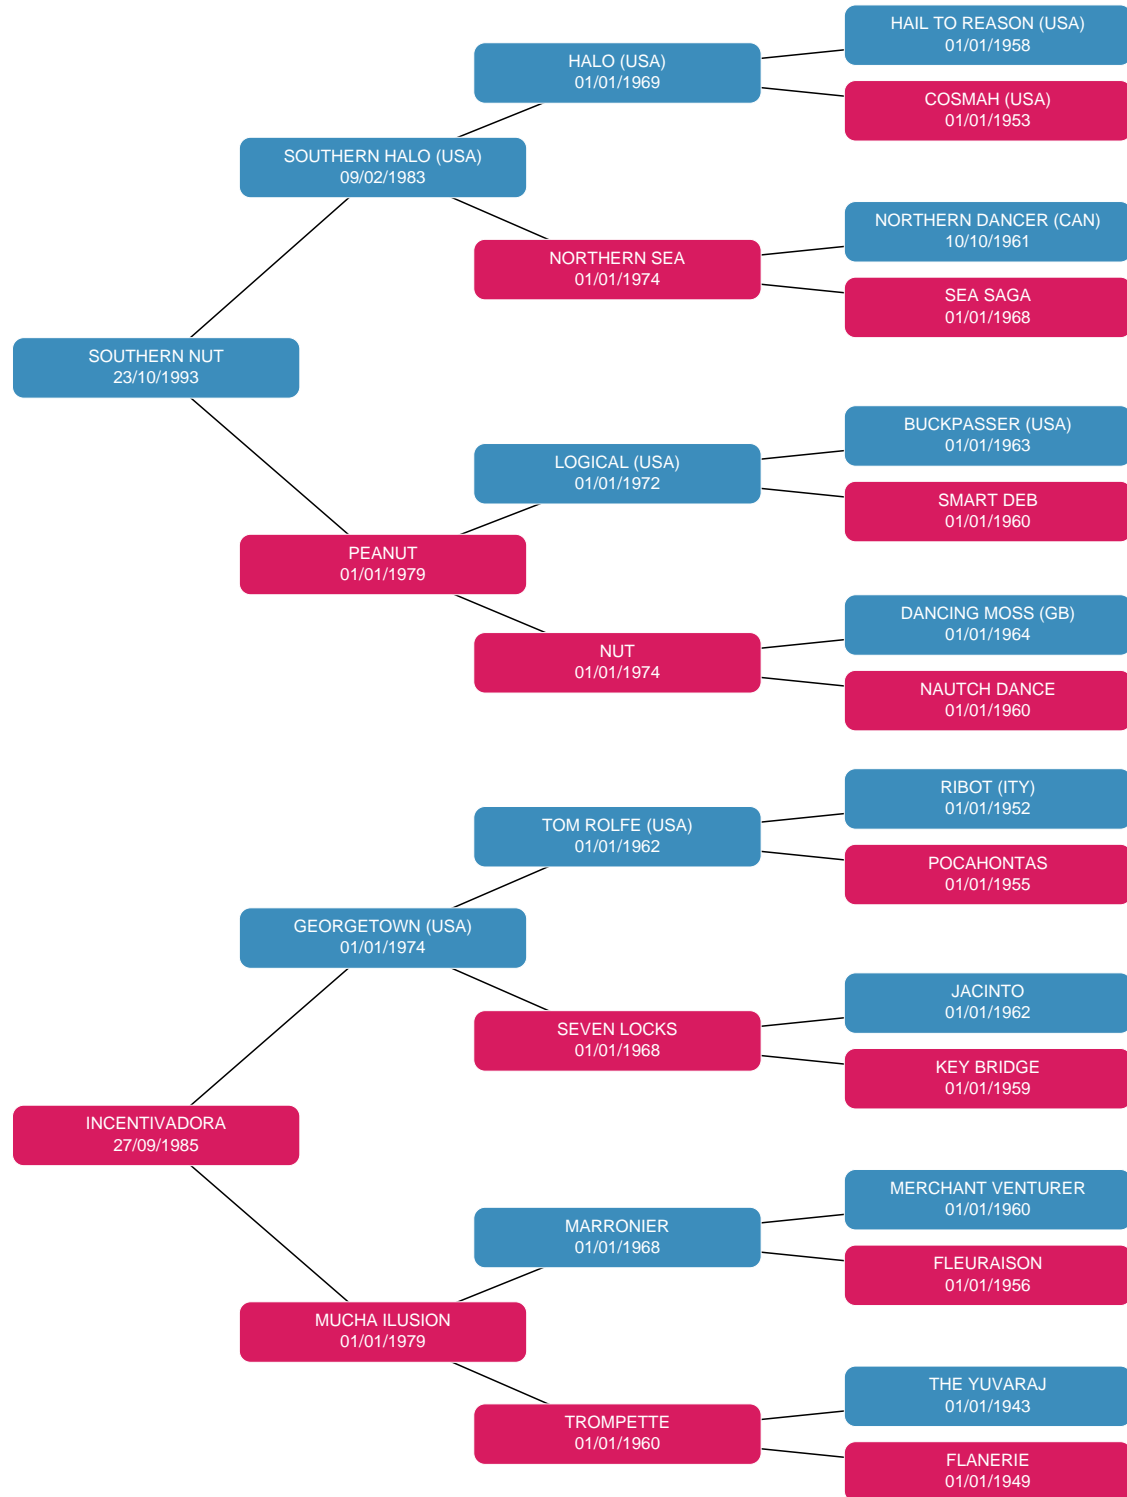 HAIL TO REASON (USA)
01/01/1958
HALO (USA)
01/01/1969
COSMAH (USA)
01/01/1953
SOUTHERN HALO (USA)
09/02/1983
NORTHERN DANCER (CAN)
10/10/1961
NORTHERN SEA
01/01/1974
SEA SAGA
01/01/1968
SOUTHERN NUT
23/10/1993
BUCKPASSER (USA)
01/01/1963
LOGICAL (USA)
01/01/1972
SMART DEB
01/01/1960
PEANUT
01/01/1979
DANCING MOSS (GB)
01/01/1964
NUT
01/01/1974
NAUTCH DANCE
01/01/1960
RIBOT (ITY)
01/01/1952
TOM ROLFE (USA)
01/01/1962
POCAHONTAS
01/01/1955
GEORGETOWN (USA)
01/01/1974
JACINTO
01/01/1962
SEVEN LOCKS
01/01/1968
KEY BRIDGE
01/01/1959
INCENTIVADORA
27/09/1985
MERCHANT VENTURER
01/01/1960
MARRONIER
01/01/1968
FLEURAISON
01/01/1956
MUCHA ILUSION
01/01/1979
THE YUVARAJ
01/01/1943
TROMPETTE
01/01/1960
FLANERIE
01/01/1949